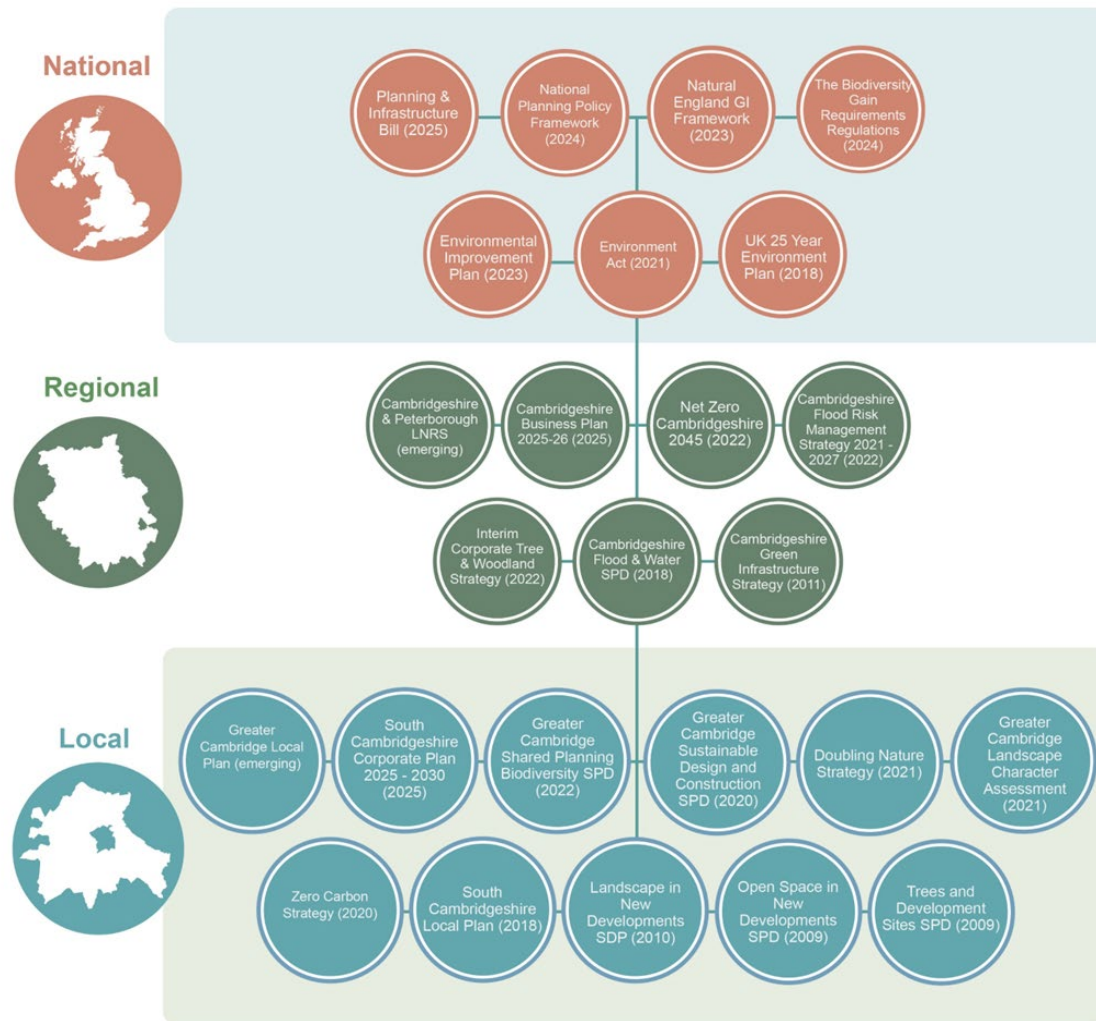 National
Planning &
Infrastructure
Bill (2025)
National
Planning Policy
Framework
(2024)
Natural
England GI
Framework
(2023)
The Biodiversity
Gain
Requirements
Regulations
(2024)
Environmental
Improvement
Plan (2023)
Environment
Act (2021)
UK 25 Year
Environment
Plan (2018)
Regional
Cambridgeshire
& Peterborough
LNRS
(emerging)
Cambridgeshire
Business Plan
2025-26 (2025)
Net Zero
Cambridgeshire
2045 (2022)
Cambridgeshire
Flood Risk
Management
Strategy 2021 -
2027 (2022)
Interim
Corporate Tree
& Woodland
Strategy (2022)
Cambridgeshire
Flood & Water
SPD (2018)
Cambridgeshire
Green
Infrastructure
Strategy (2011)
Local
Greater
Cambridge Local
Plan (emerging)
South
Cambridgeshire
Corporate Plan
2025 - 2030
(2025)
Greater
Cambridge
Shared Planning
Biodiversity SPD
(2022)
Greater
Cambridge
Sustainable
Design and
Construction
SPD (2020)
Doubling Nature
Strategy (2021)
Greater
Cambridge
Landscape
Character
Assessment
(2021)
Zero Carbon
Strategy (2020)
South
Cambridgeshire
Local Plan (2018)
Landscape in
New
Developments
SDP (2010)
Open Space in
New
Developments
SPD (2009)
Trees and
Development
Sites SPD (2009)